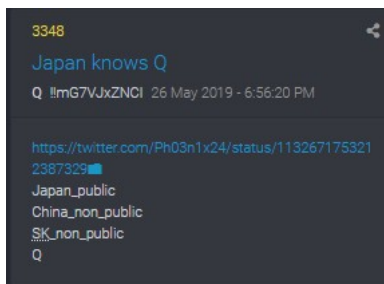 3348
Japan knows Q
Q !!mG7VJxZNCI 26 May 2019 - 6:56:20 PM
https://twitter.com/Ph03n1x24/status/113267175321
2387329
Japan_public
China_non_public
SK_non_public
Q